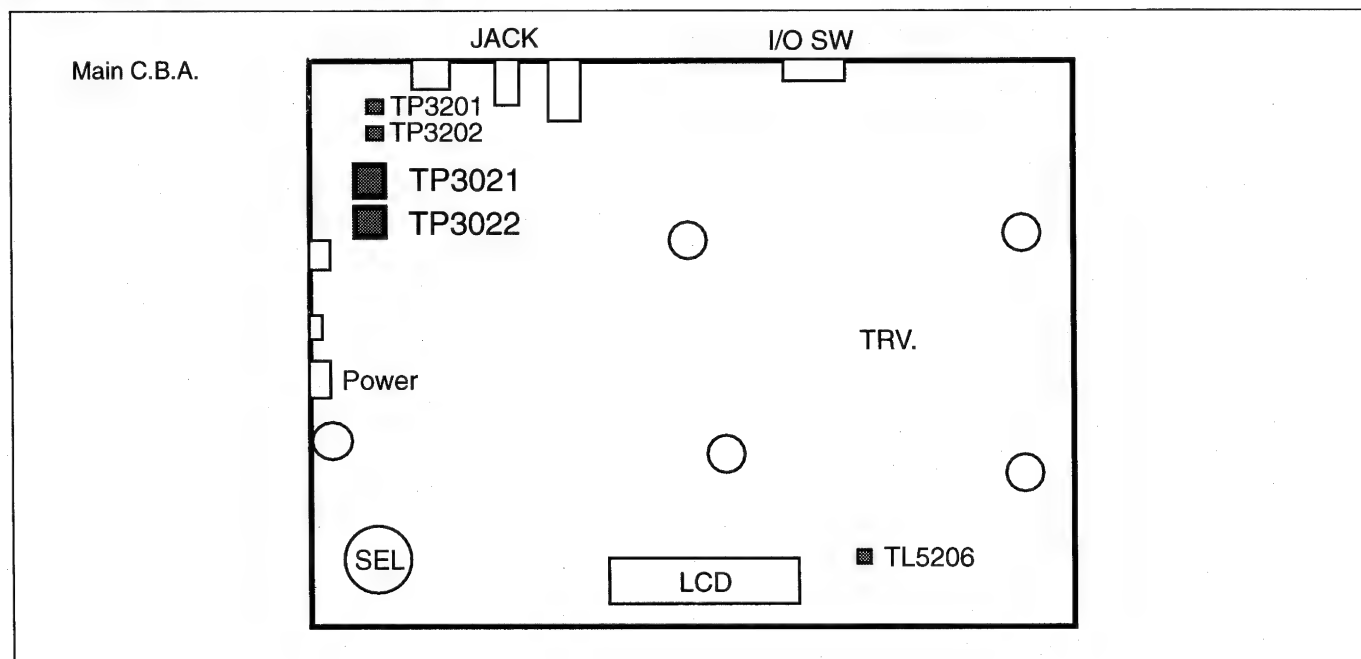 JACK
I/O SW
Main C.B.A.
TP3201
TP3202
TP3021
TP3022
TRV.
Power
SEL
LCD
TL5206